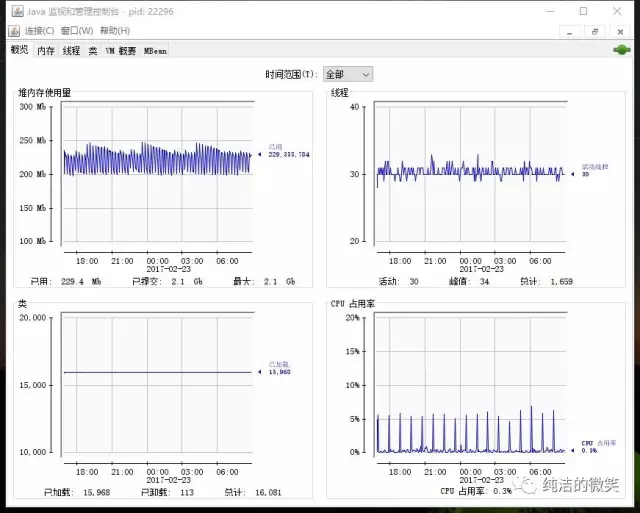 Java 监视和管理控制台 - pid: 22296
连接(C) 窗口(W) 帮助(H)
概览 内存 线程 类 VM 概要 MBean
时间范围(T): 全部
堆内存使用量
300 Mb
250 Mb
200 Mb
150 Mb
100 Mb
已用
229,355,784
18:00 21:00 00:00 03:00 06:00
2017-02-23
已用: 229.4 Mb 已提交: 2.1 Gb 最大: 2.1 Gb
线程
40
30
20
活动线程
30
18:00 21:00 00:00 03:00 06:00
2017-02-23
活动: 30 峰值: 34 总计: 1,659
类
20,000
15,000
10,000
已加载
15,968
18:00 21:00 00:00 03:00 06:00
2017-02-23
已加载: 15,968 已卸载: 113 总计: 16,081
CPU 占用率
20%
15%
10%
5%
0%
CPU 占用率
0.3%
18:00 21:00 00:00 03:00 06:00
2017-02-23
CPU 占用率: 0.3%
纯洁的微笑